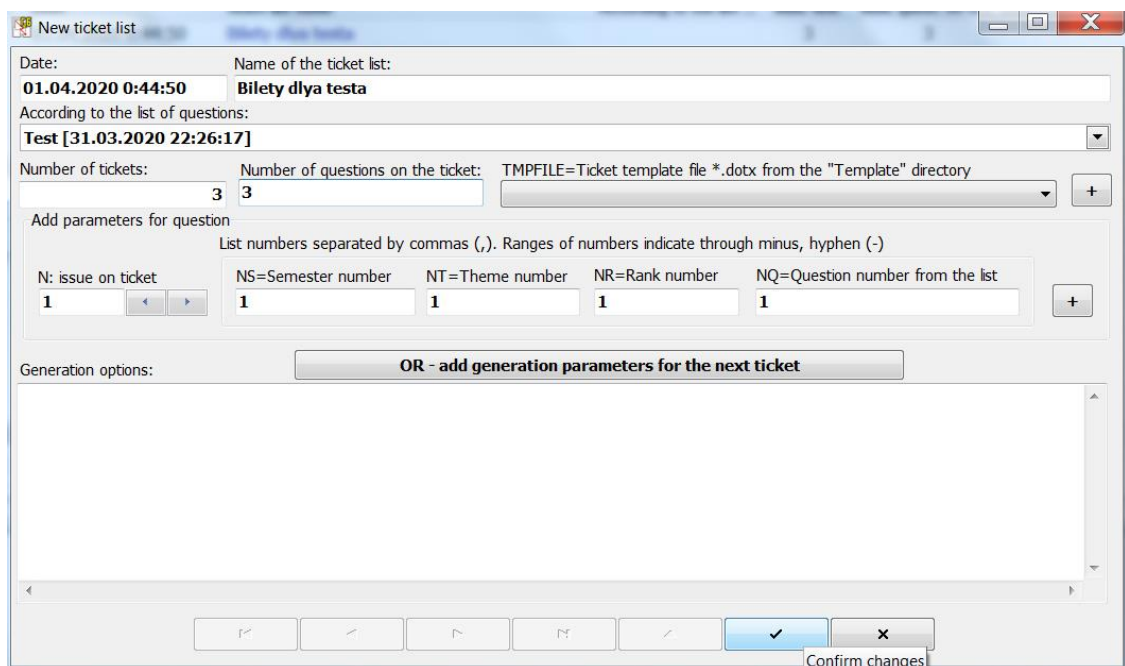 New ticket list
Date: Name of the ticket list:
01.04.2020 0:44:50 Bilety dlya testa
According to the list of questions:
Test [31.03.2020 22:26:17]
Number of tickets: Number of questions on the ticket: TMPFILE=Ticket template file *.dotx from the "Template" directory
3 3 +
Add parameters for question
List numbers separated by commas (,). Ranges of numbers indicate through minus, hyphen (-)
N: issue on ticket NS=Semester number NT=Theme number NR=Rank number NQ=Question number from the list
1 1 1 1 1 +
Generation options: OR - add generation parameters for the next ticket
Confirm changes